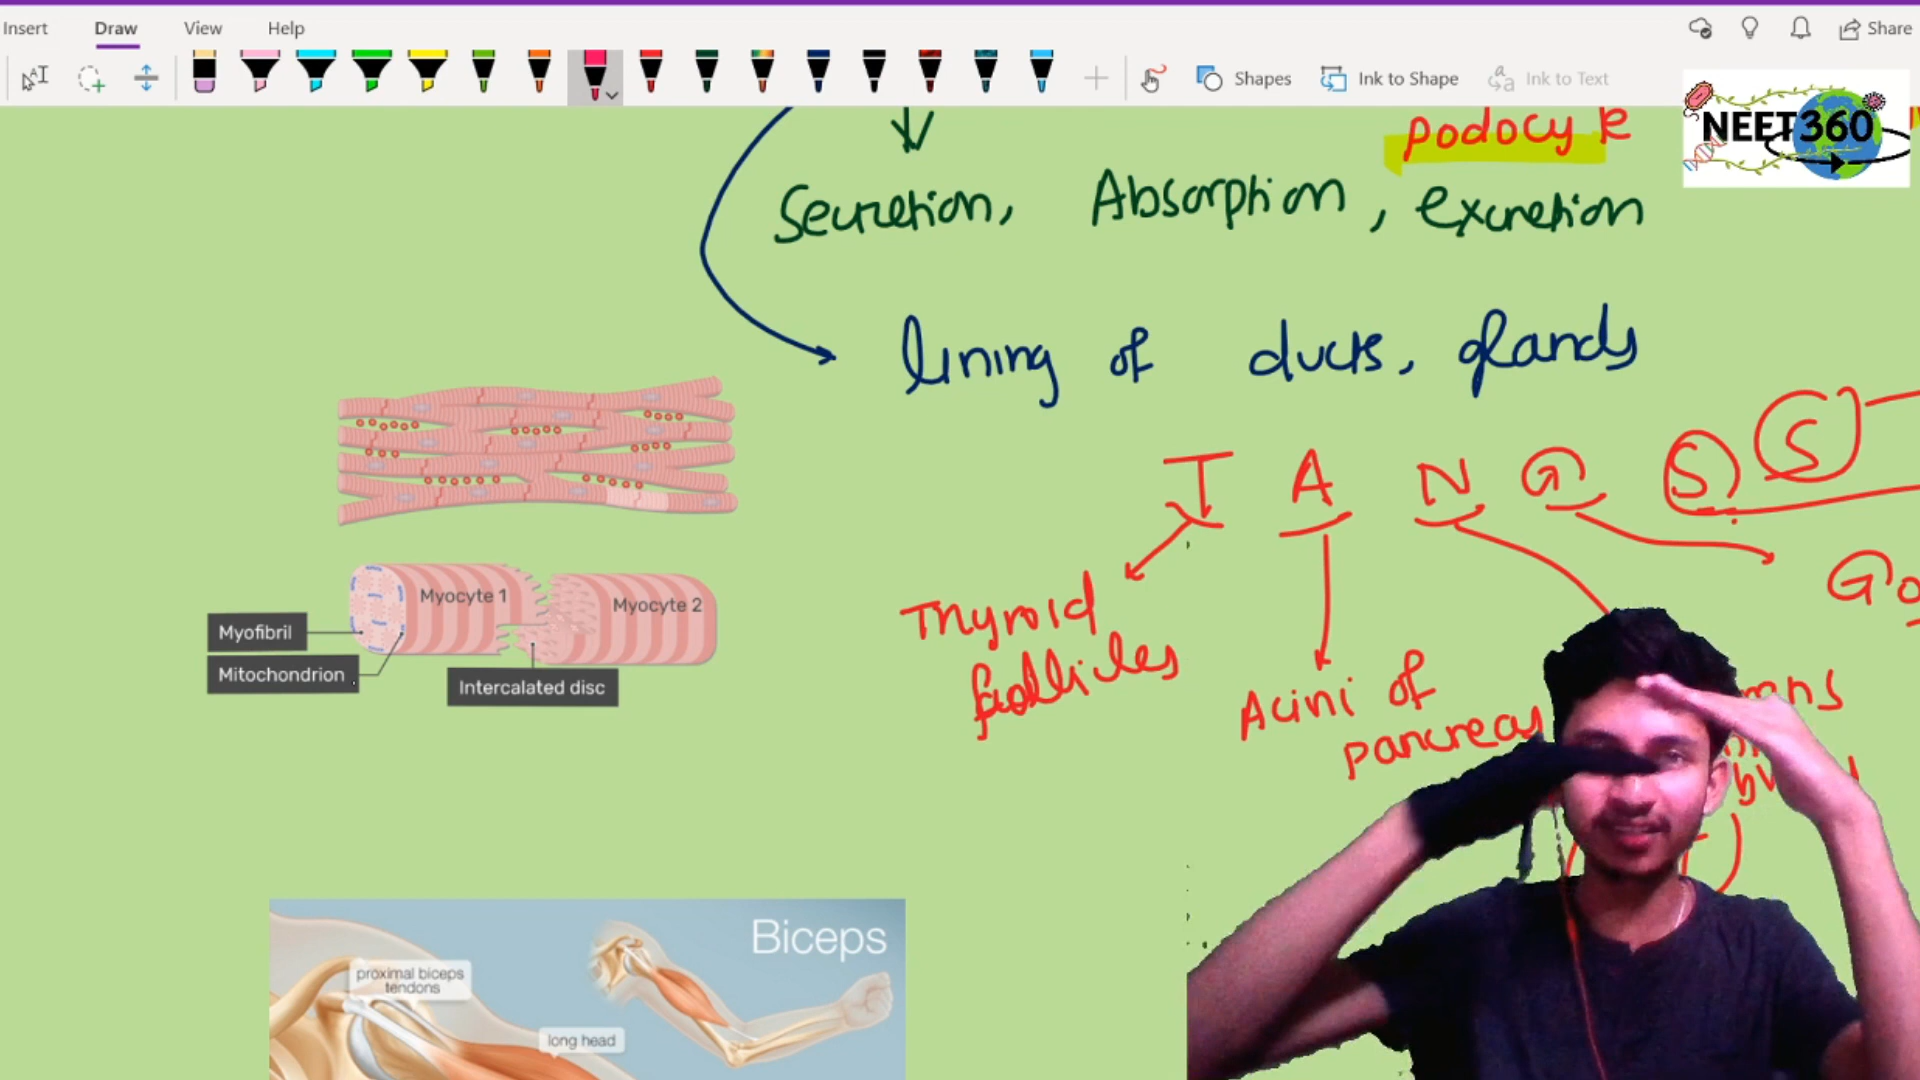 Insert Draw View Help
Share
Shapes Ink to Shape Ink to Text
NEET360
podocyte
Secretion, Absorption, excretion
lining of ducts, glands
T A N G S S
Thyroid
follicles
Acini of
pancreas
Myocyte 1
Myocyte 2
Myofibril
Mitochondrion
Intercalated disc
Biceps
proximal biceps
tendons
long head